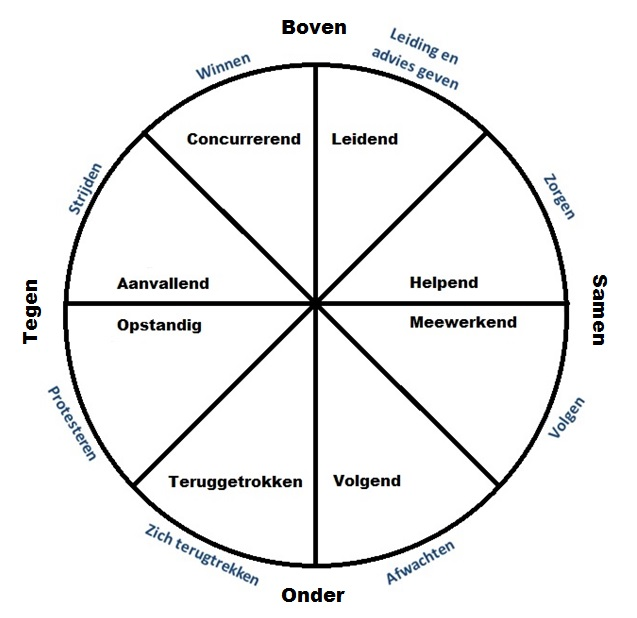 Boven
Leiding en
advies geven
Winnen
Concurrerend
Leidend
Strijden
Zorgen
Aanvallend
Helpend
Tegen
Samen
Opstandig
Meewerkend
Protesteren
Volgen
Teruggetrokken
Volgend
Zich terugtrekken
Afwachten
Onder